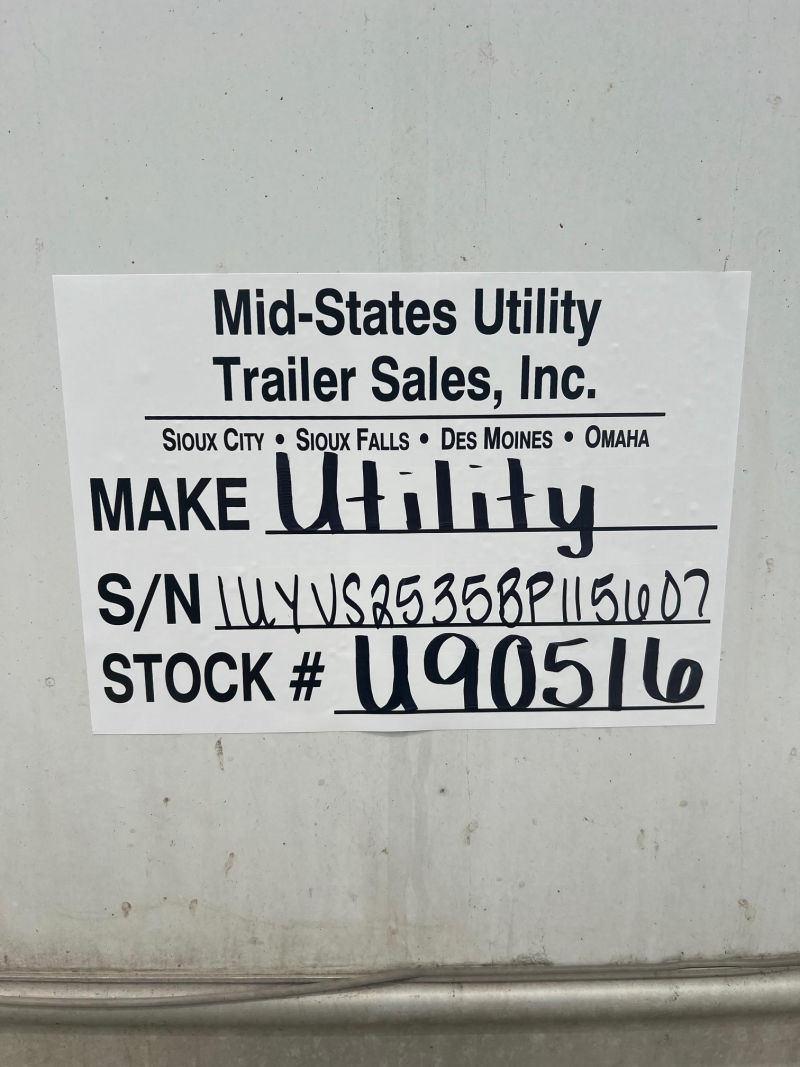 Mid-States Utility
Trailer Sales, Inc.
SIOUX CITY • SIOUX FALLS • DES MOINES • OMAHA
MAKE Utility
S/N 1UYVS2535BP115607
STOCK # U90516